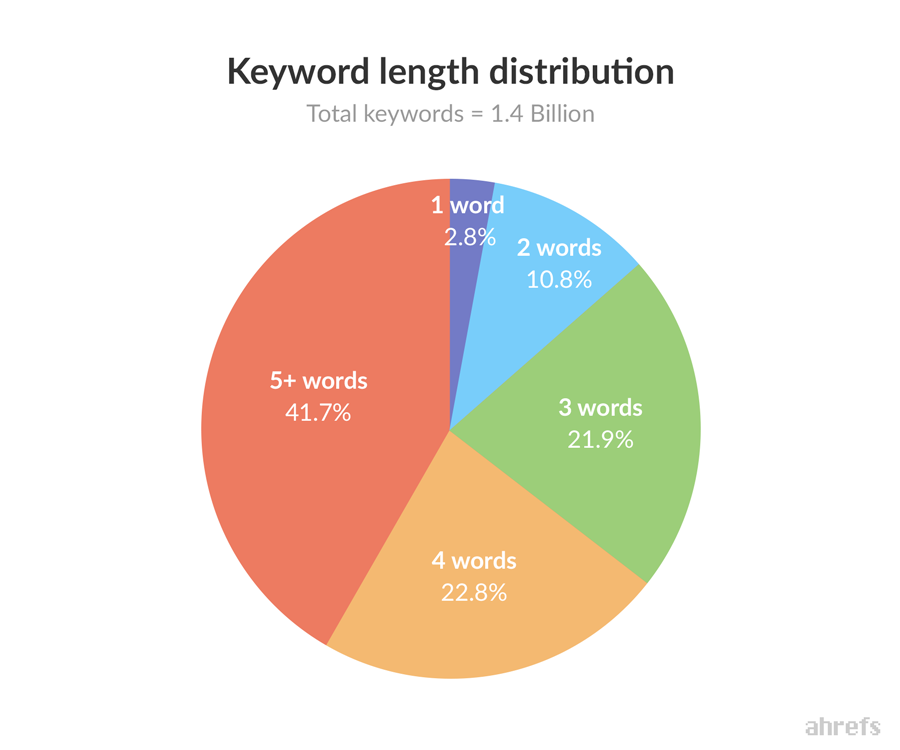 Keyword length distribution
Total keywords = 1.4 Billion
1 word
2.8%
2 words
10.8%
3 words
21.9%
4 words
22.8%
5+ words
41.7%
ahrefs